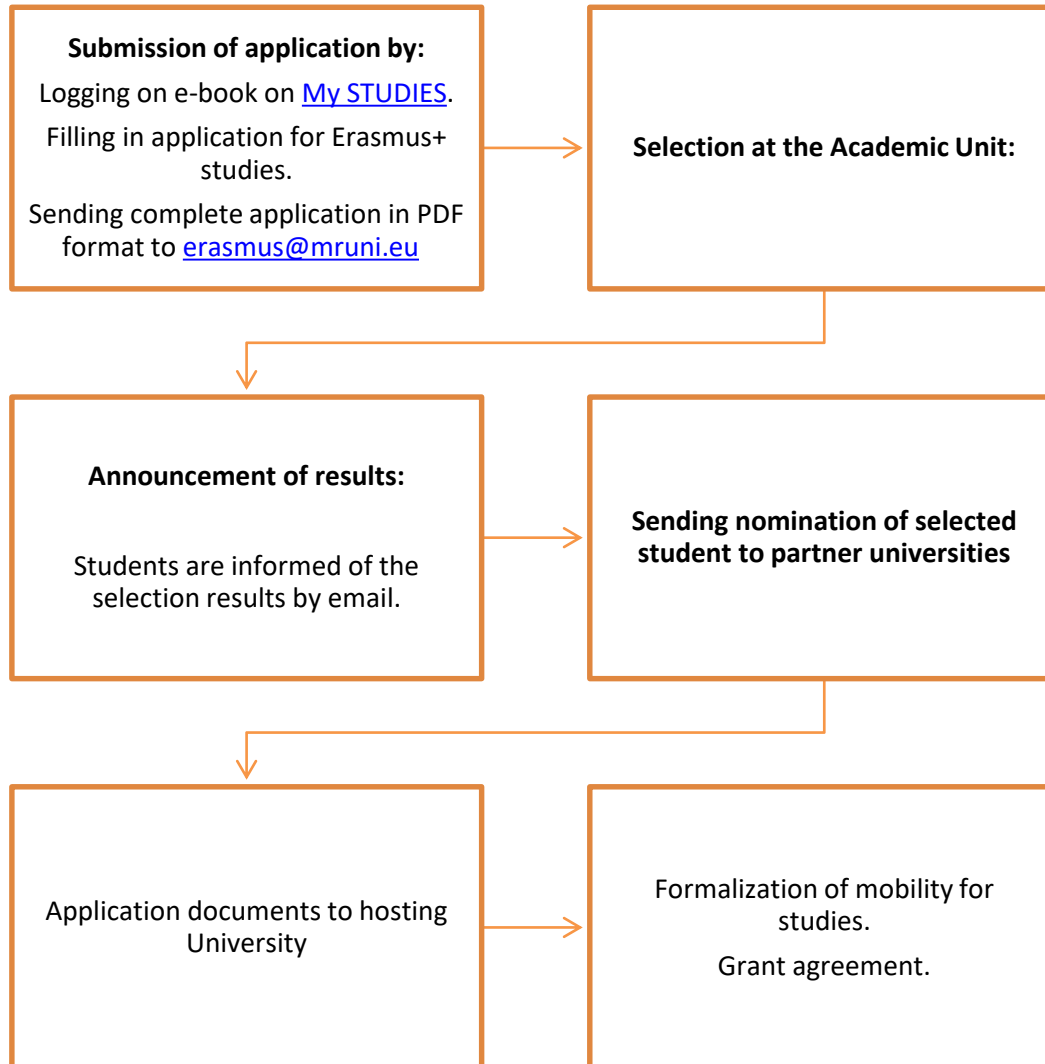 Submission of application by:
Logging on e-book on My STUDIES.
Filling in application for Erasmus+
studies.
Sending complete application in PDF
format to erasmus@mruni.eu
Selection at the Academic Unit:
Announcement of results:
Students are informed of the
selection results by email.
Sending nomination of selected
student to partner universities
Application documents to hosting
University
Formalization of mobility for
studies.
Grant agreement.